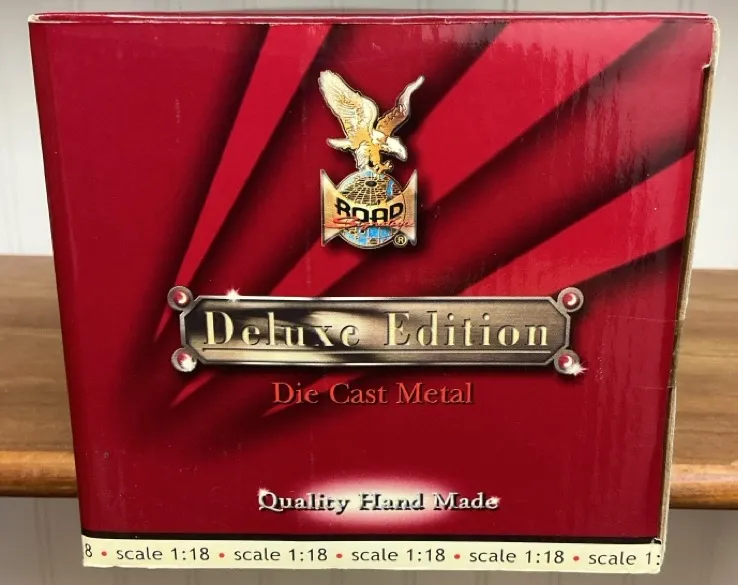 ROAD
Signature
®
Deluxe Edition
Die Cast Metal
Quality Hand Made
8 • scale 1:18 • scale 1:18 • scale 1:18 • scale 1:18 • scale 1: